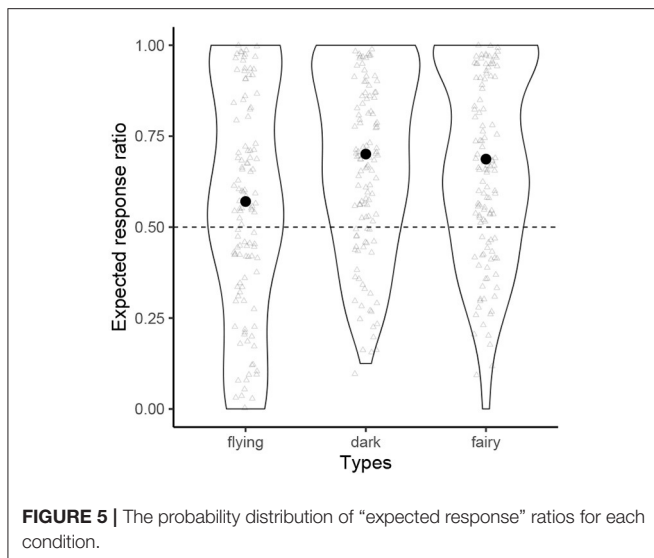 1.00
0.75
0.50
0.25
0.00
Expected response ratio
flying dark fairy
Types
FIGURE 5 | The probability distribution of “expected response” ratios for each
condition.